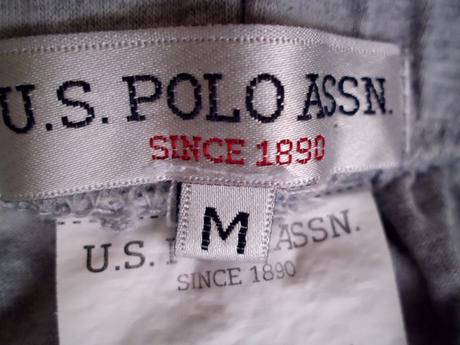 U.S. POLO ASSN.
SINCE 1890
M
U.S. ASSN.
SINCE 1890